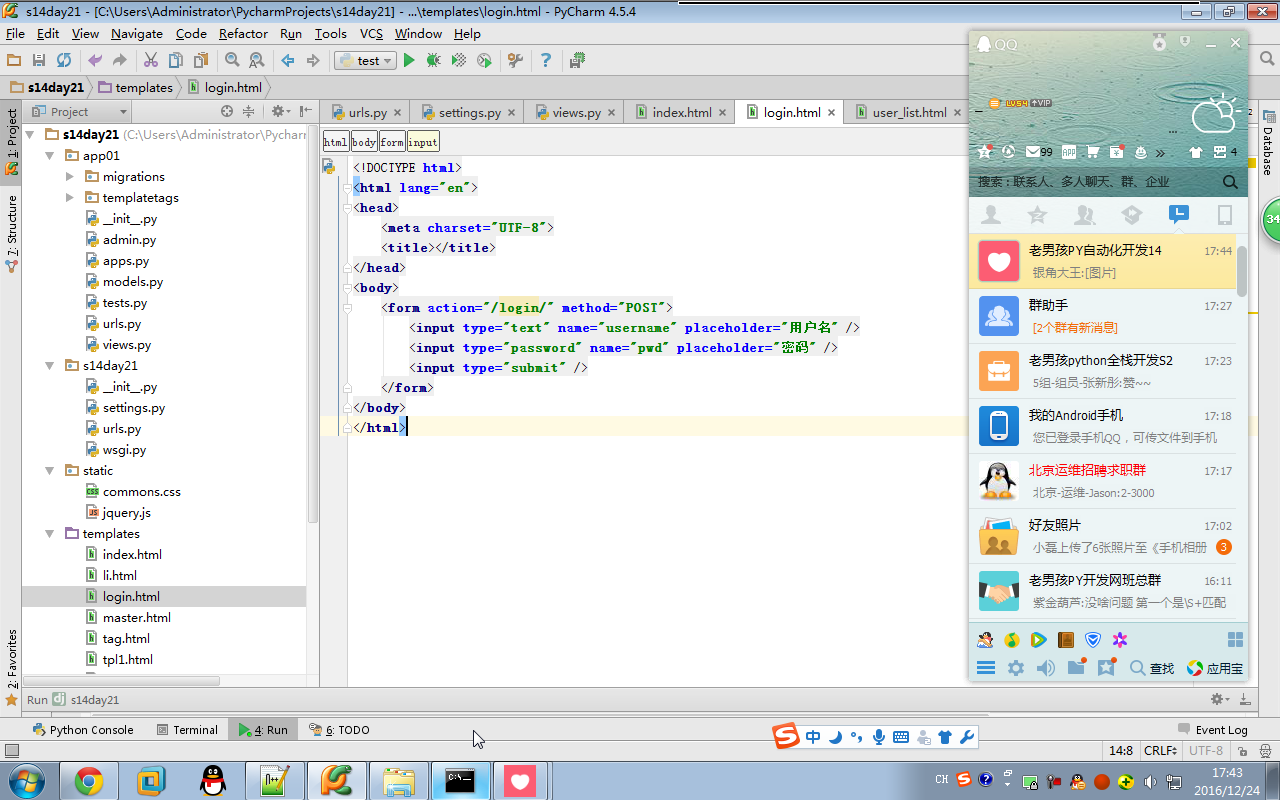 s14day21 - [C:\Users\Administrator\PycharmProjects\s14day21] - ...\templates\login.html - PyCharm 4.5.4
File Edit View Navigate Code Refactor Run Tools VCS Window Help
test
s14day21 templates login.html
Project
urls.py settings.py views.py index.html login.html user_list.html
1: Project
7: Structure
2: Favorites
Database
s14day21 (C:\Users\Administrator\Pycharm
app01
migrations
templatetags
__init__.py
admin.py
apps.py
models.py
tests.py
urls.py
views.py
s14day21
__init__.py
settings.py
urls.py
wsgi.py
static
commons.css
jquery.js
templates
index.html
li.html
login.html
master.html
tag.html
tpl1.html
html body form input
<!DOCTYPE html>
<html lang="en">
<head>
<meta charset="UTF-8">
<title></title>
</head>
<body>
<form action="/login/" method="POST">
<input type="text" name="username" placeholder="用户名" />
<input type="password" name="pwd" placeholder="密码" />
<input type="submit" />
</form>
</body>
</html>
QQ
LV54 VIP
99 APP 4
搜索：联系人、多人聊天、群、企业
34
老男孩PY自动化开发14 17:44
银角大王:[图片]
群助手 17:27
[2个群有新消息]
老男孩python全栈开发S2 17:23
5组-组员-张新彤:赞~~
我的Android手机 17:18
您已登录手机QQ，可传文件到手机
北京运维招聘求职群 17:17
北京-运维-Jason:2-3000
好友照片 17:02
小磊上传了6张照片至《手机相册 3
老男孩PY开发网班总群 16:11
紫金葫芦:没啥问题 第一个是\S+匹配
查找 应用宝
Run s14day21
Python Console Terminal 4: Run 6: TODO Event Log
中
14:8 CRLF UTF-8
CH
17:43
2016/12/24